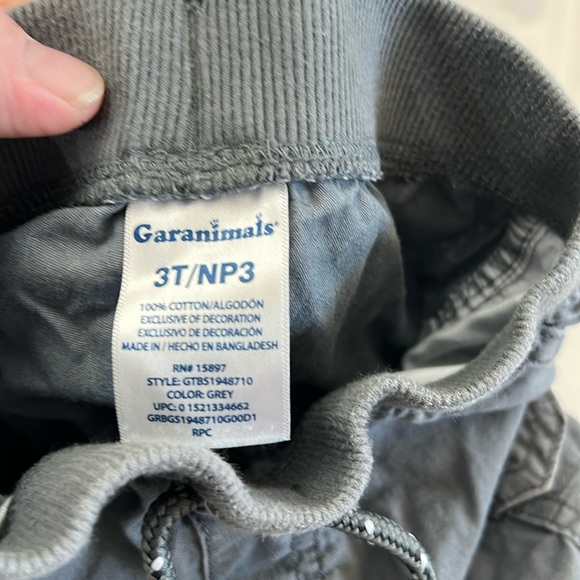 Garanimals
3T/NP3
100% COTTON/ALGODÓN
EXCLUSIVE OF DECORATION
EXCLUSIVO DE DECORACION
MADE IN / HECHO EN BANGLADESH
RN# 15897
STYLE: GTBS1948710
COLOR: GREY
UPC: 0 1521334662
GRBGS1948710G00D1
RPC